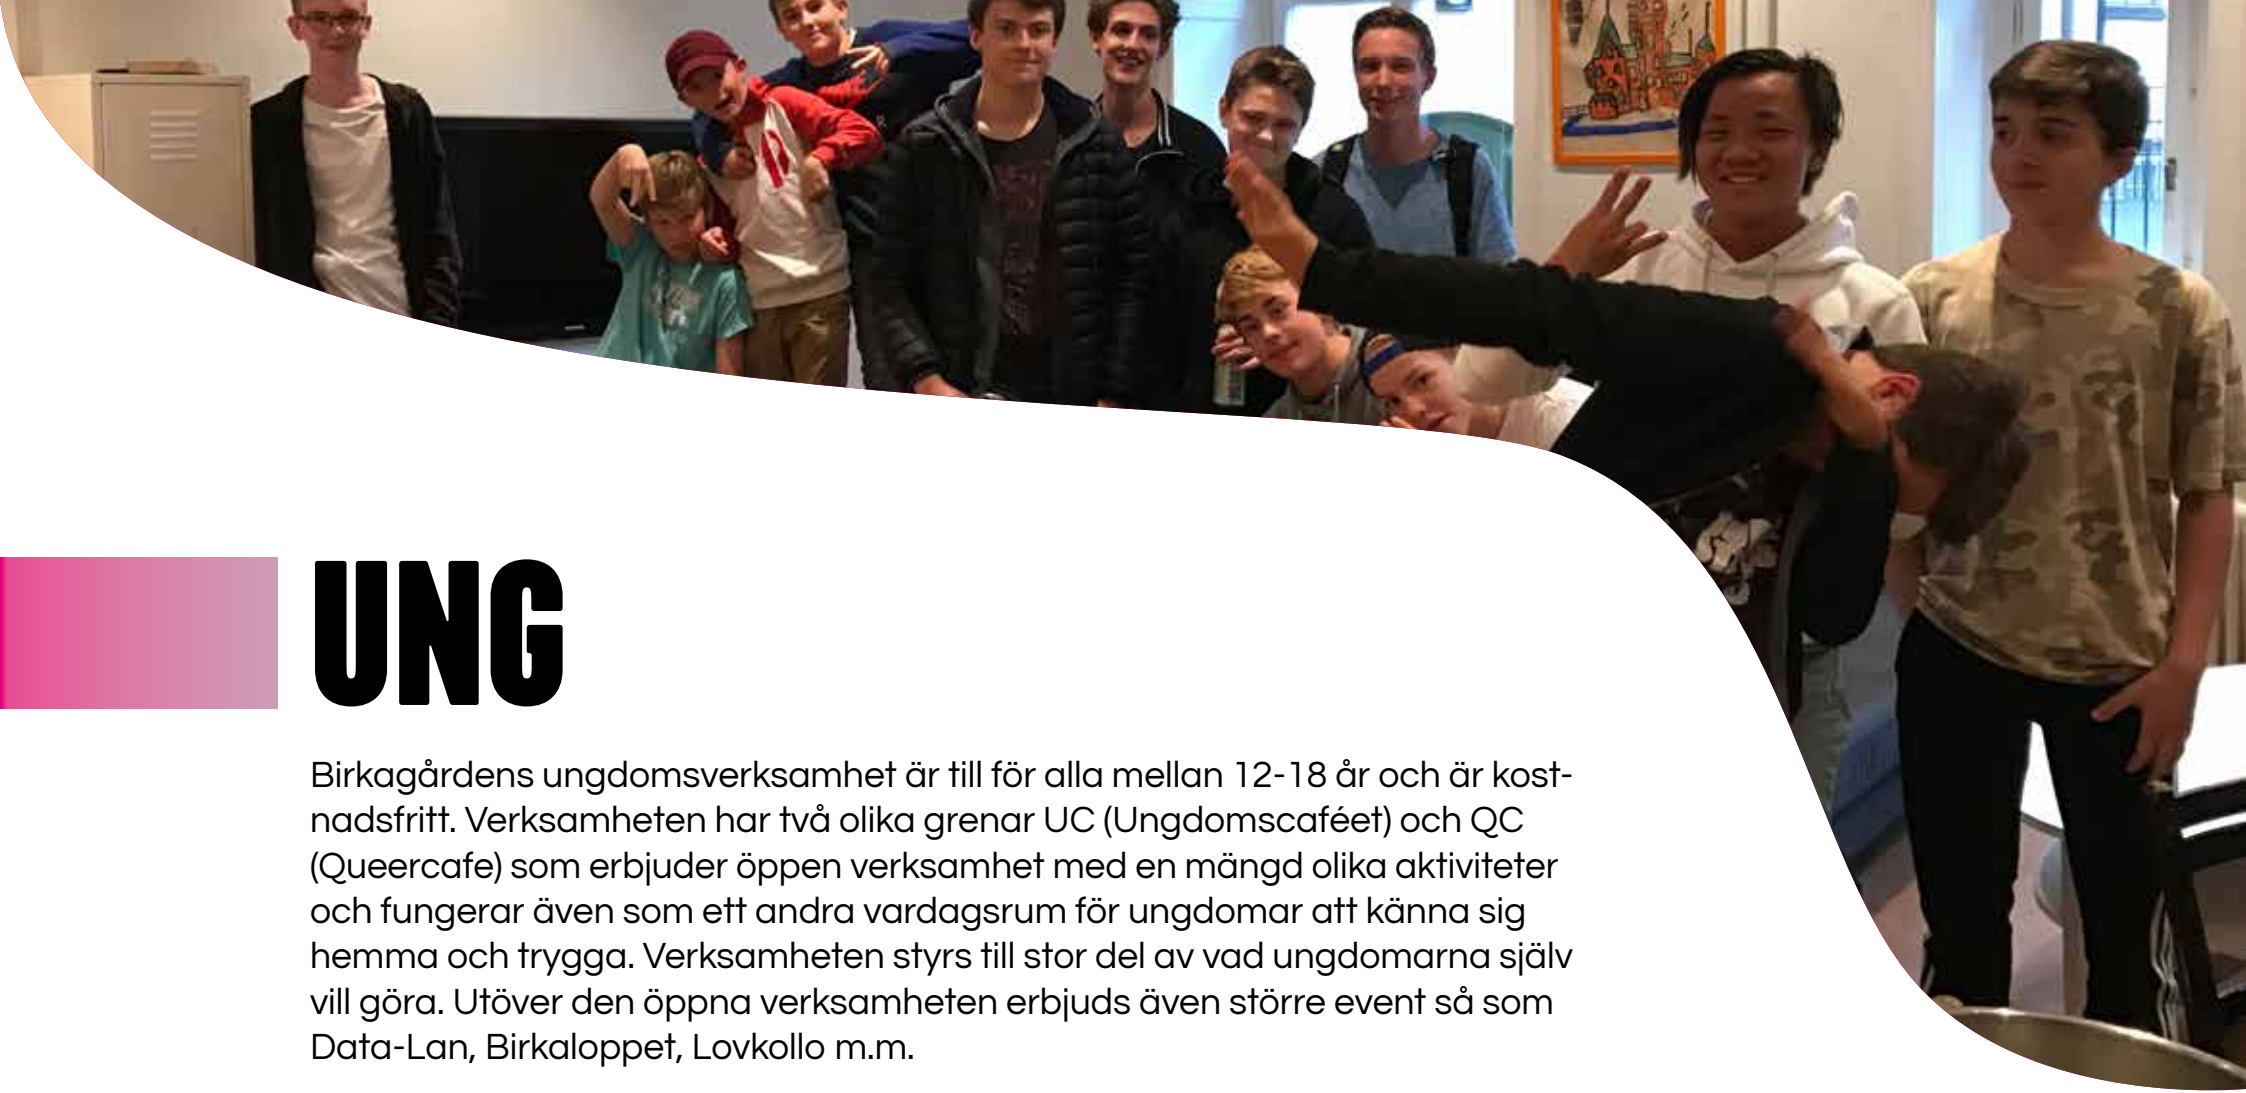 UNG
Birkagårdens ungdomsverksamhet är till för alla mellan 12-18 år och är kost-
nadsfritt. Verksamheten har två olika grenar UC (Ungdomscaféet) och QC
(Queercafe) som erbjuder öppen verksamhet med en mängd olika aktiviteter
och fungerar även som ett andra vardagsrum för ungdomar att känna sig
hemma och trygga. Verksamheten styrs till stor del av vad ungdomarna själv
vill göra. Utöver den öppna verksamheten erbjuds även större event så som
Data-Lan, Birkaloppet, Lovkollo m.m.